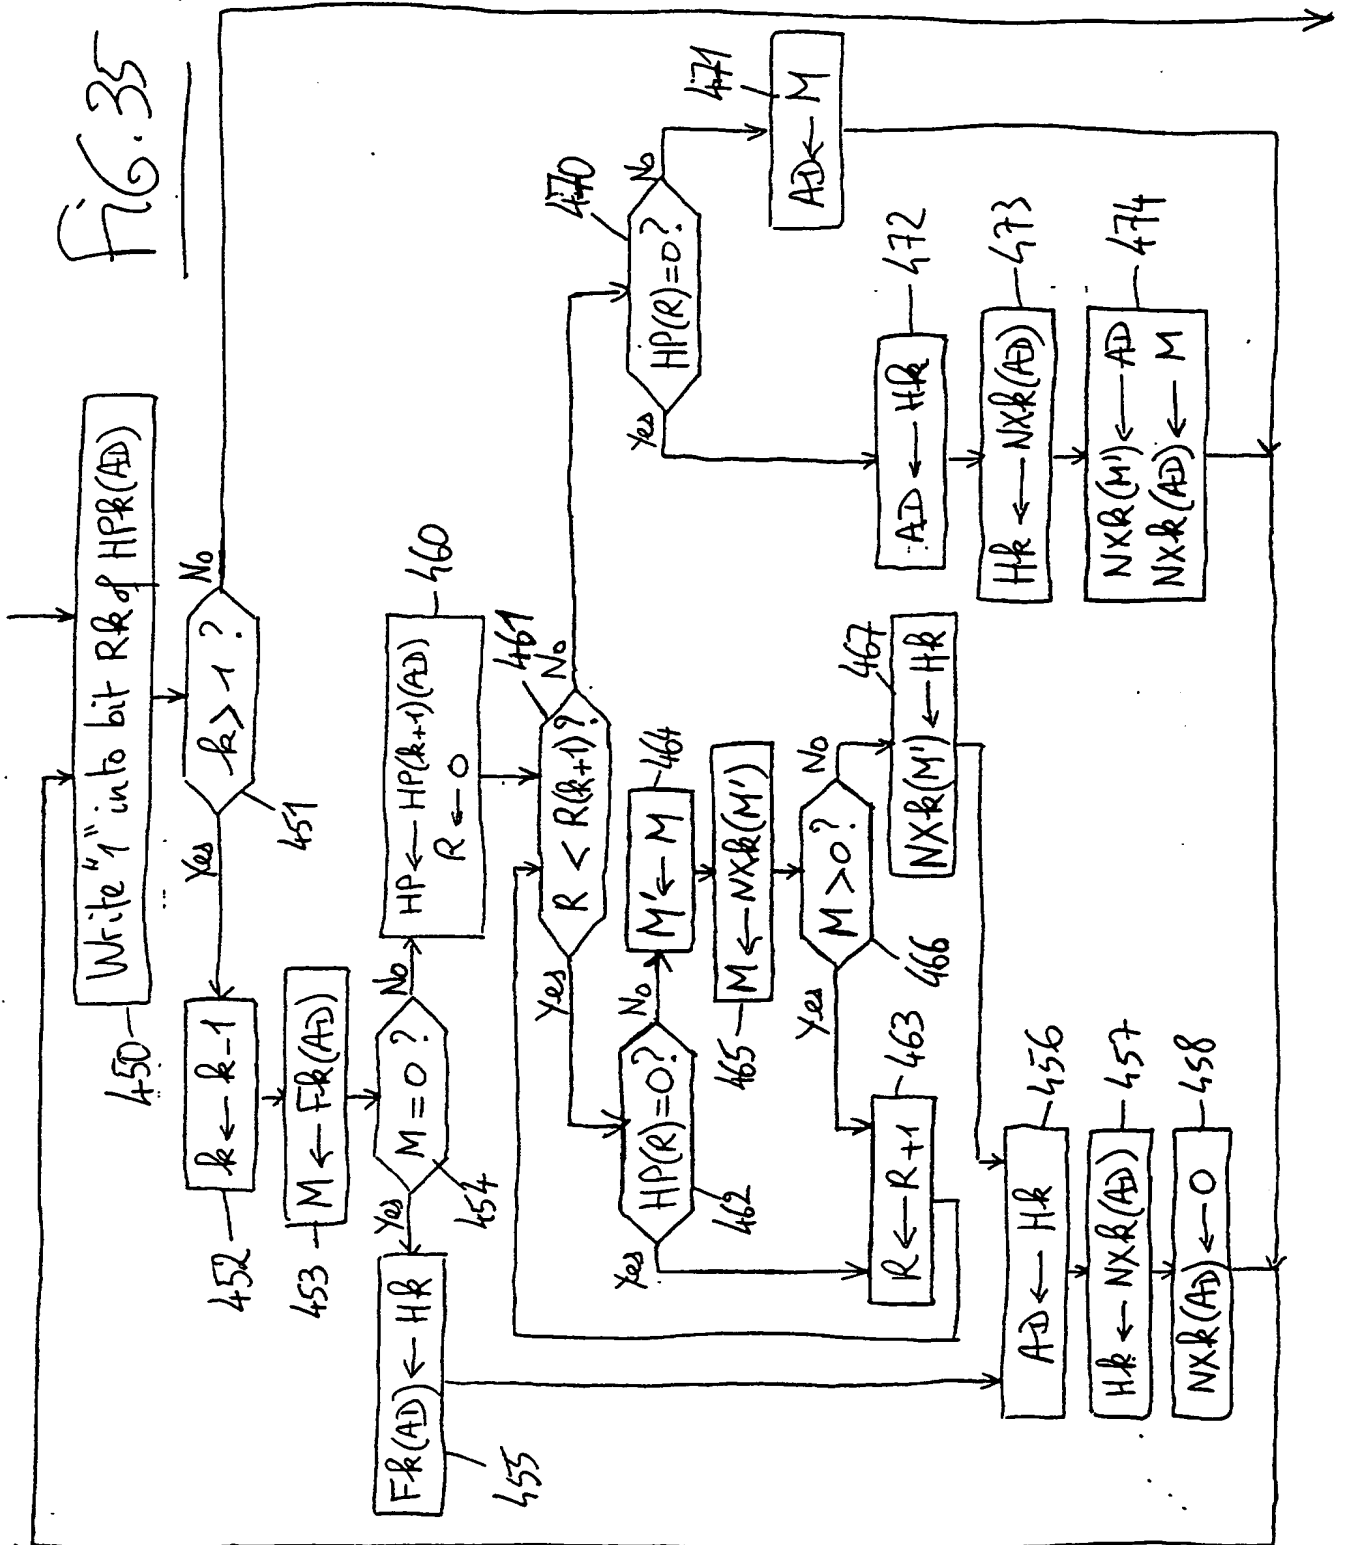 FiG.35
Write "1" into bit Rk of HPk(AD)
450
k > 1 ?
No
Yes
451
k ← k-1
452
M ← Fk(AD)
453
M = 0 ?
Yes
No
454
Fk(AD) ← Hk
455
HP ← HP(k+1)(AD)
R ← 0
460
R < R(k+1)?
461
Yes
No
HP(R)=0?
462
Yes
No
M' ← M
464
M ← NXk(M')
465
M > 0 ?
466
Yes
No
R ← R+1
463
NXk(M') ← Hk
467
AD ← Hk
456
Hk ← NXk(AD)
457
NXk(AD) ← 0
458
HP(R)=0?
470
Yes
No
AD ← M
471
AD ← Hk
472
Hk ← NXk(AD)
473
NXk(M') ← AD
NXk(AD) ← M
474